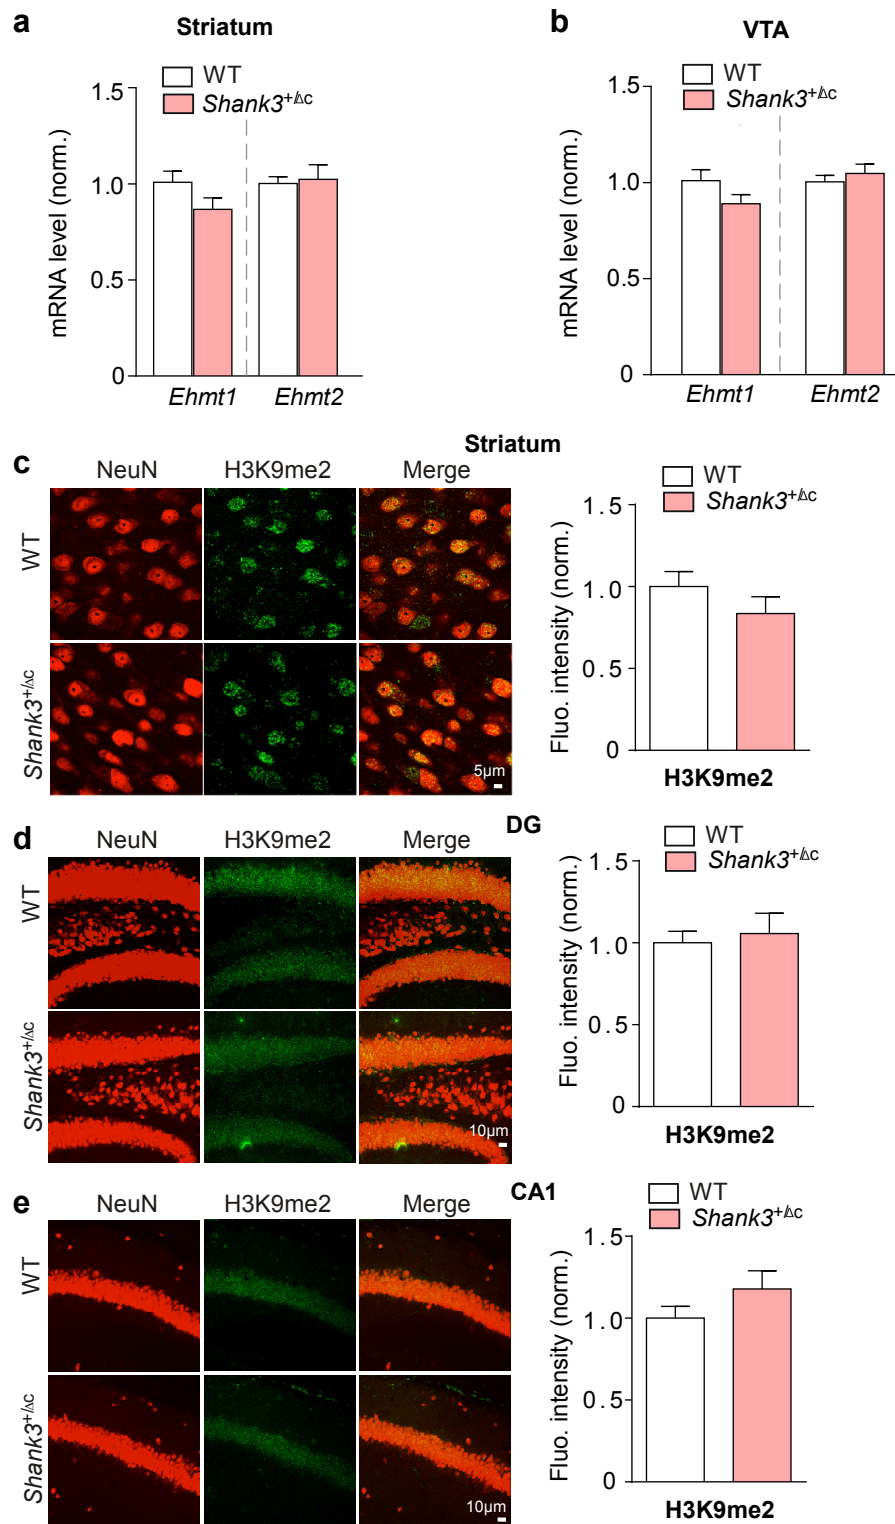 a
Striatum
WT
Shank3+/Δc
mRNA level (norm.)
1.5
1.0
0.5
0
Ehmt1
Ehmt2
b
VTA
WT
Shank3+/Δc
mRNA level (norm.)
1.5
1.0
0.5
0
Ehmt1
Ehmt2
Striatum
c
NeuN
H3K9me2
Merge
WT
Shank3+/Δc
5µm
WT
Shank3+/Δc
Fluo. intensity (norm.)
1.5
1.0
0.5
0
H3K9me2
DG
d
NeuN
H3K9me2
Merge
WT
Shank3+/Δc
10µm
WT
Shank3+/Δc
Fluo. intensity (norm.)
1.5
1.0
0.5
0
H3K9me2
CA1
e
NeuN
H3K9me2
Merge
WT
Shank3+/Δc
10µm
WT
Shank3+/Δc
Fluo. intensity (norm.)
1.5
1.0
0.5
0
H3K9me2